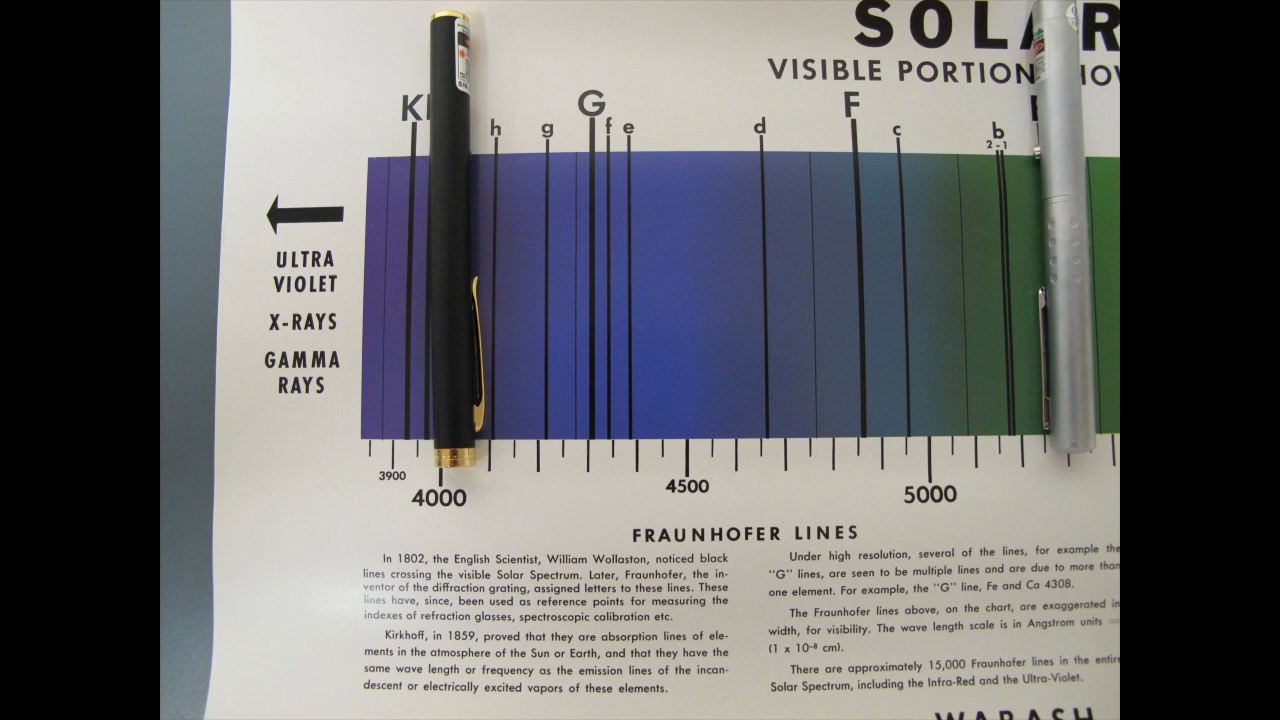 SOLAR
VISIBLE PORTION
K
G
F
h
g
f
e
d
c
b
2-1
ULTRA
VIOLET
X-RAYS
GAMMA
RAYS
3900
4000
4500
5000
FRAUNHOFER LINES
In 1802, the English Scientist, William Wollaston, noticed black
lines crossing the visible Solar Spectrum. Later, Fraunhofer, the in-
ventor of the diffraction grating, assigned letters to these lines. These
lines have, since, been used as reference points for measuring the
indexes of refraction glasses, spectroscopic calibration etc.
Kirkhoff, in 1859, proved that they are absorption lines of ele-
ments in the atmosphere of the Sun or Earth, and that they have the
same wave length or frequency as the emission lines of the incan-
descent or electrically excited vapors of these elements.
Under high resolution, several of the lines, for example the
"G" lines, are seen to be multiple lines and are due to more than
one element. For example, the "G" line, Fe and Ca 4308.
The Fraunhofer lines above, on the chart, are exaggerated in
width, for visibility. The wave length scale is in Angstrom units =
(1 x 10⁻⁸ cm).
There are approximately 15,000 Fraunhofer lines in the entire
Solar Spectrum, including the Infra-Red and the Ultra-Violet.
WABASH